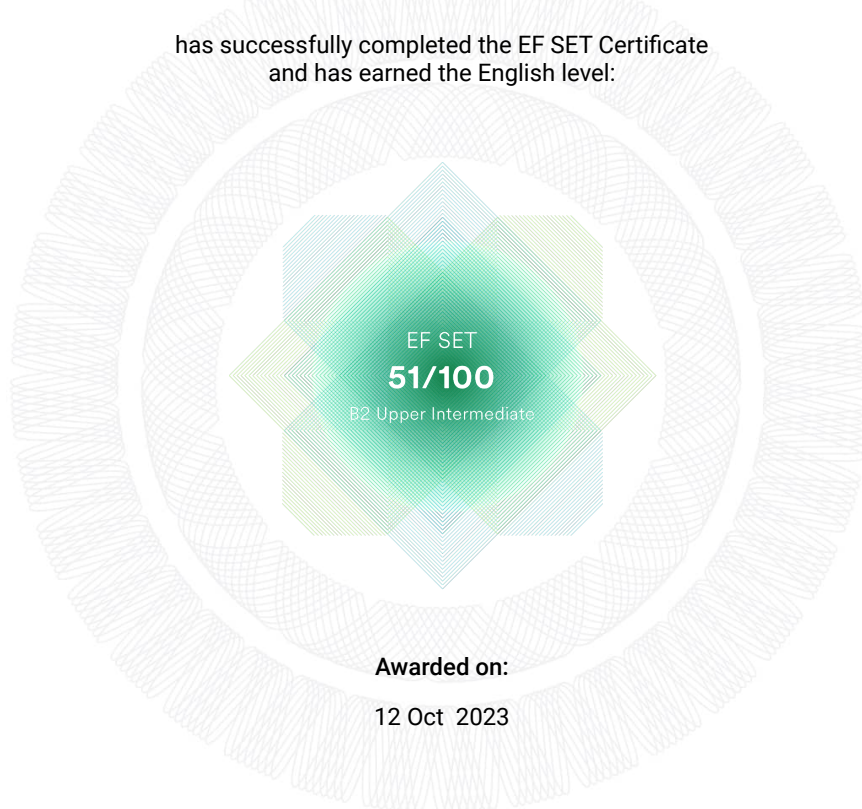 has successfully completed the EF SET Certificate
and has earned the English level:
EF SET
51/100
B2 Upper Intermediate
Awarded on:
12 Oct 2023